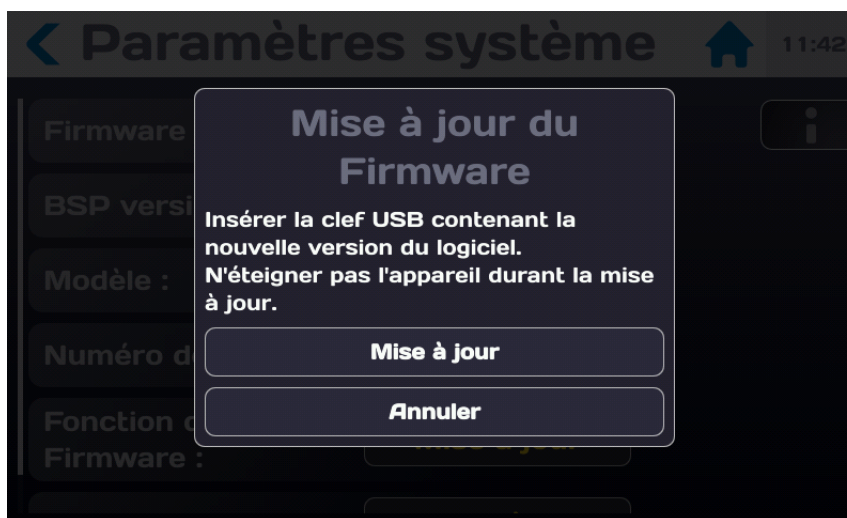 Paramètres système
11:42
Firmware
Mise à jour du
Firmware
BSP versi
Insérer la clef USB contenant la
nouvelle version du logiciel.
N'éteigner pas l'appareil durant la mise
à jour.
Modèle :
Mise à jour
Numéro d
Annuler
Fonction
Firmware :